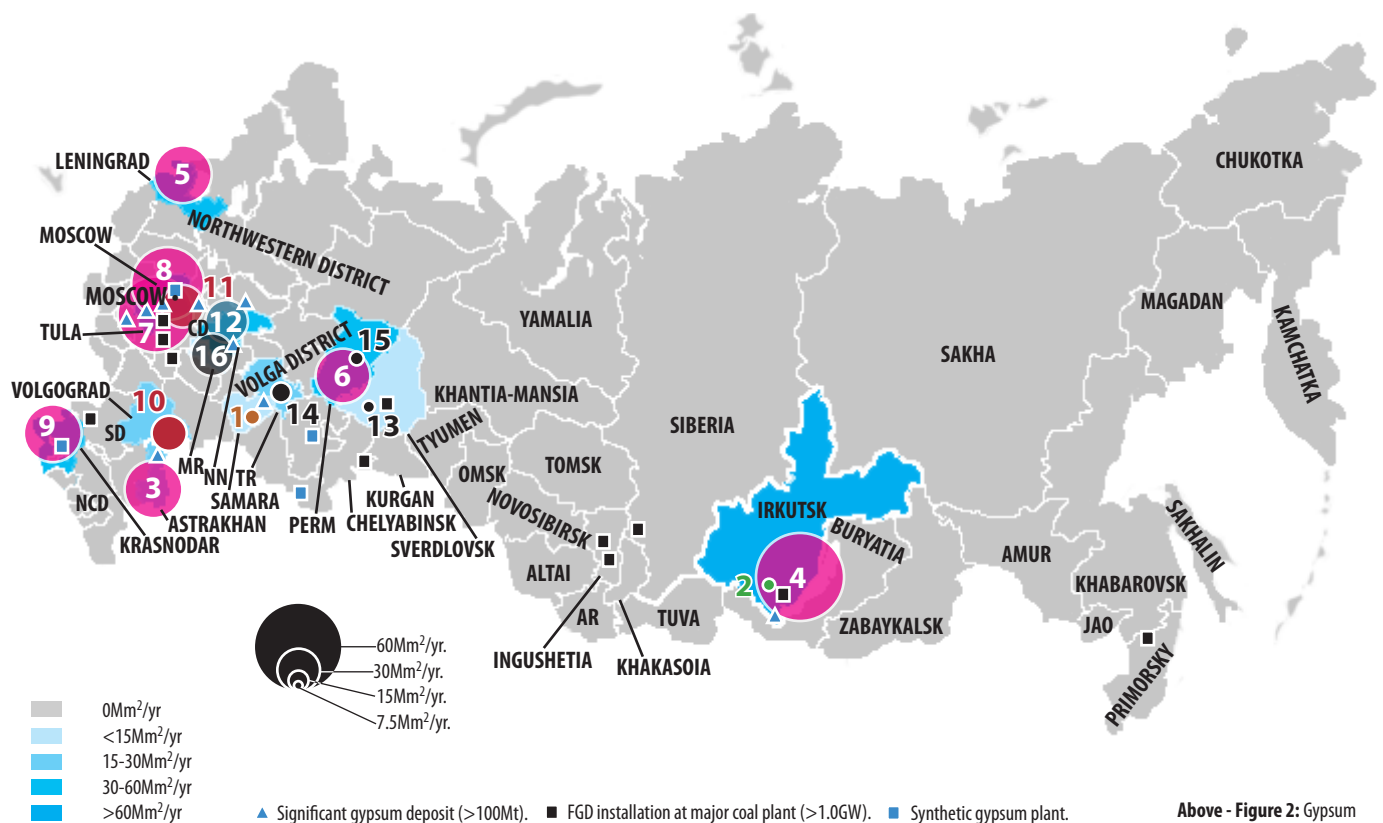 CHUKOTKA
LENINGRAD
5
NORTHWESTERN DISTRICT
MOSCOW
8
MOSCOW
11
MAGADAN
KAMCHATKA
TULA
7
CD
12
16
YAMALIA
SAKHA
VOLGA DISTRICT
15
6
KHANTIA-MANSIA
VOLGOGRAD
10
1
14
13
TYUMEN
SIBERIA
9
SD
MR
NN
TR
SAMARA
OMSK
TOMSK
3
NCD
ASTRAKHAN
KRASNODAR
PERM
KURGAN
CHELYABINSK
SVERDLOVSK
NOVOSIBIRSK
IRKUTSK
BURYATIA
SAKHALIN
ALTAI
AMUR
2
4
KHABAROVSK
AR
TUVA
ZABAYKALSK
JAO
INGUSHETIA
KHAKASOIA
PRIMORSKY
60Mm²/yr.
30Mm²/yr.
15Mm²/yr.
7.5Mm²/yr.
0Mm²/yr
<15Mm²/yr
15-30Mm²/yr
30-60Mm²/yr
>60Mm²/yr
Significant gypsum deposit (>100Mt).
FGD installation at major coal plant (>1.0GW).
Synthetic gypsum plant.
Above - Figure 2: Gypsum